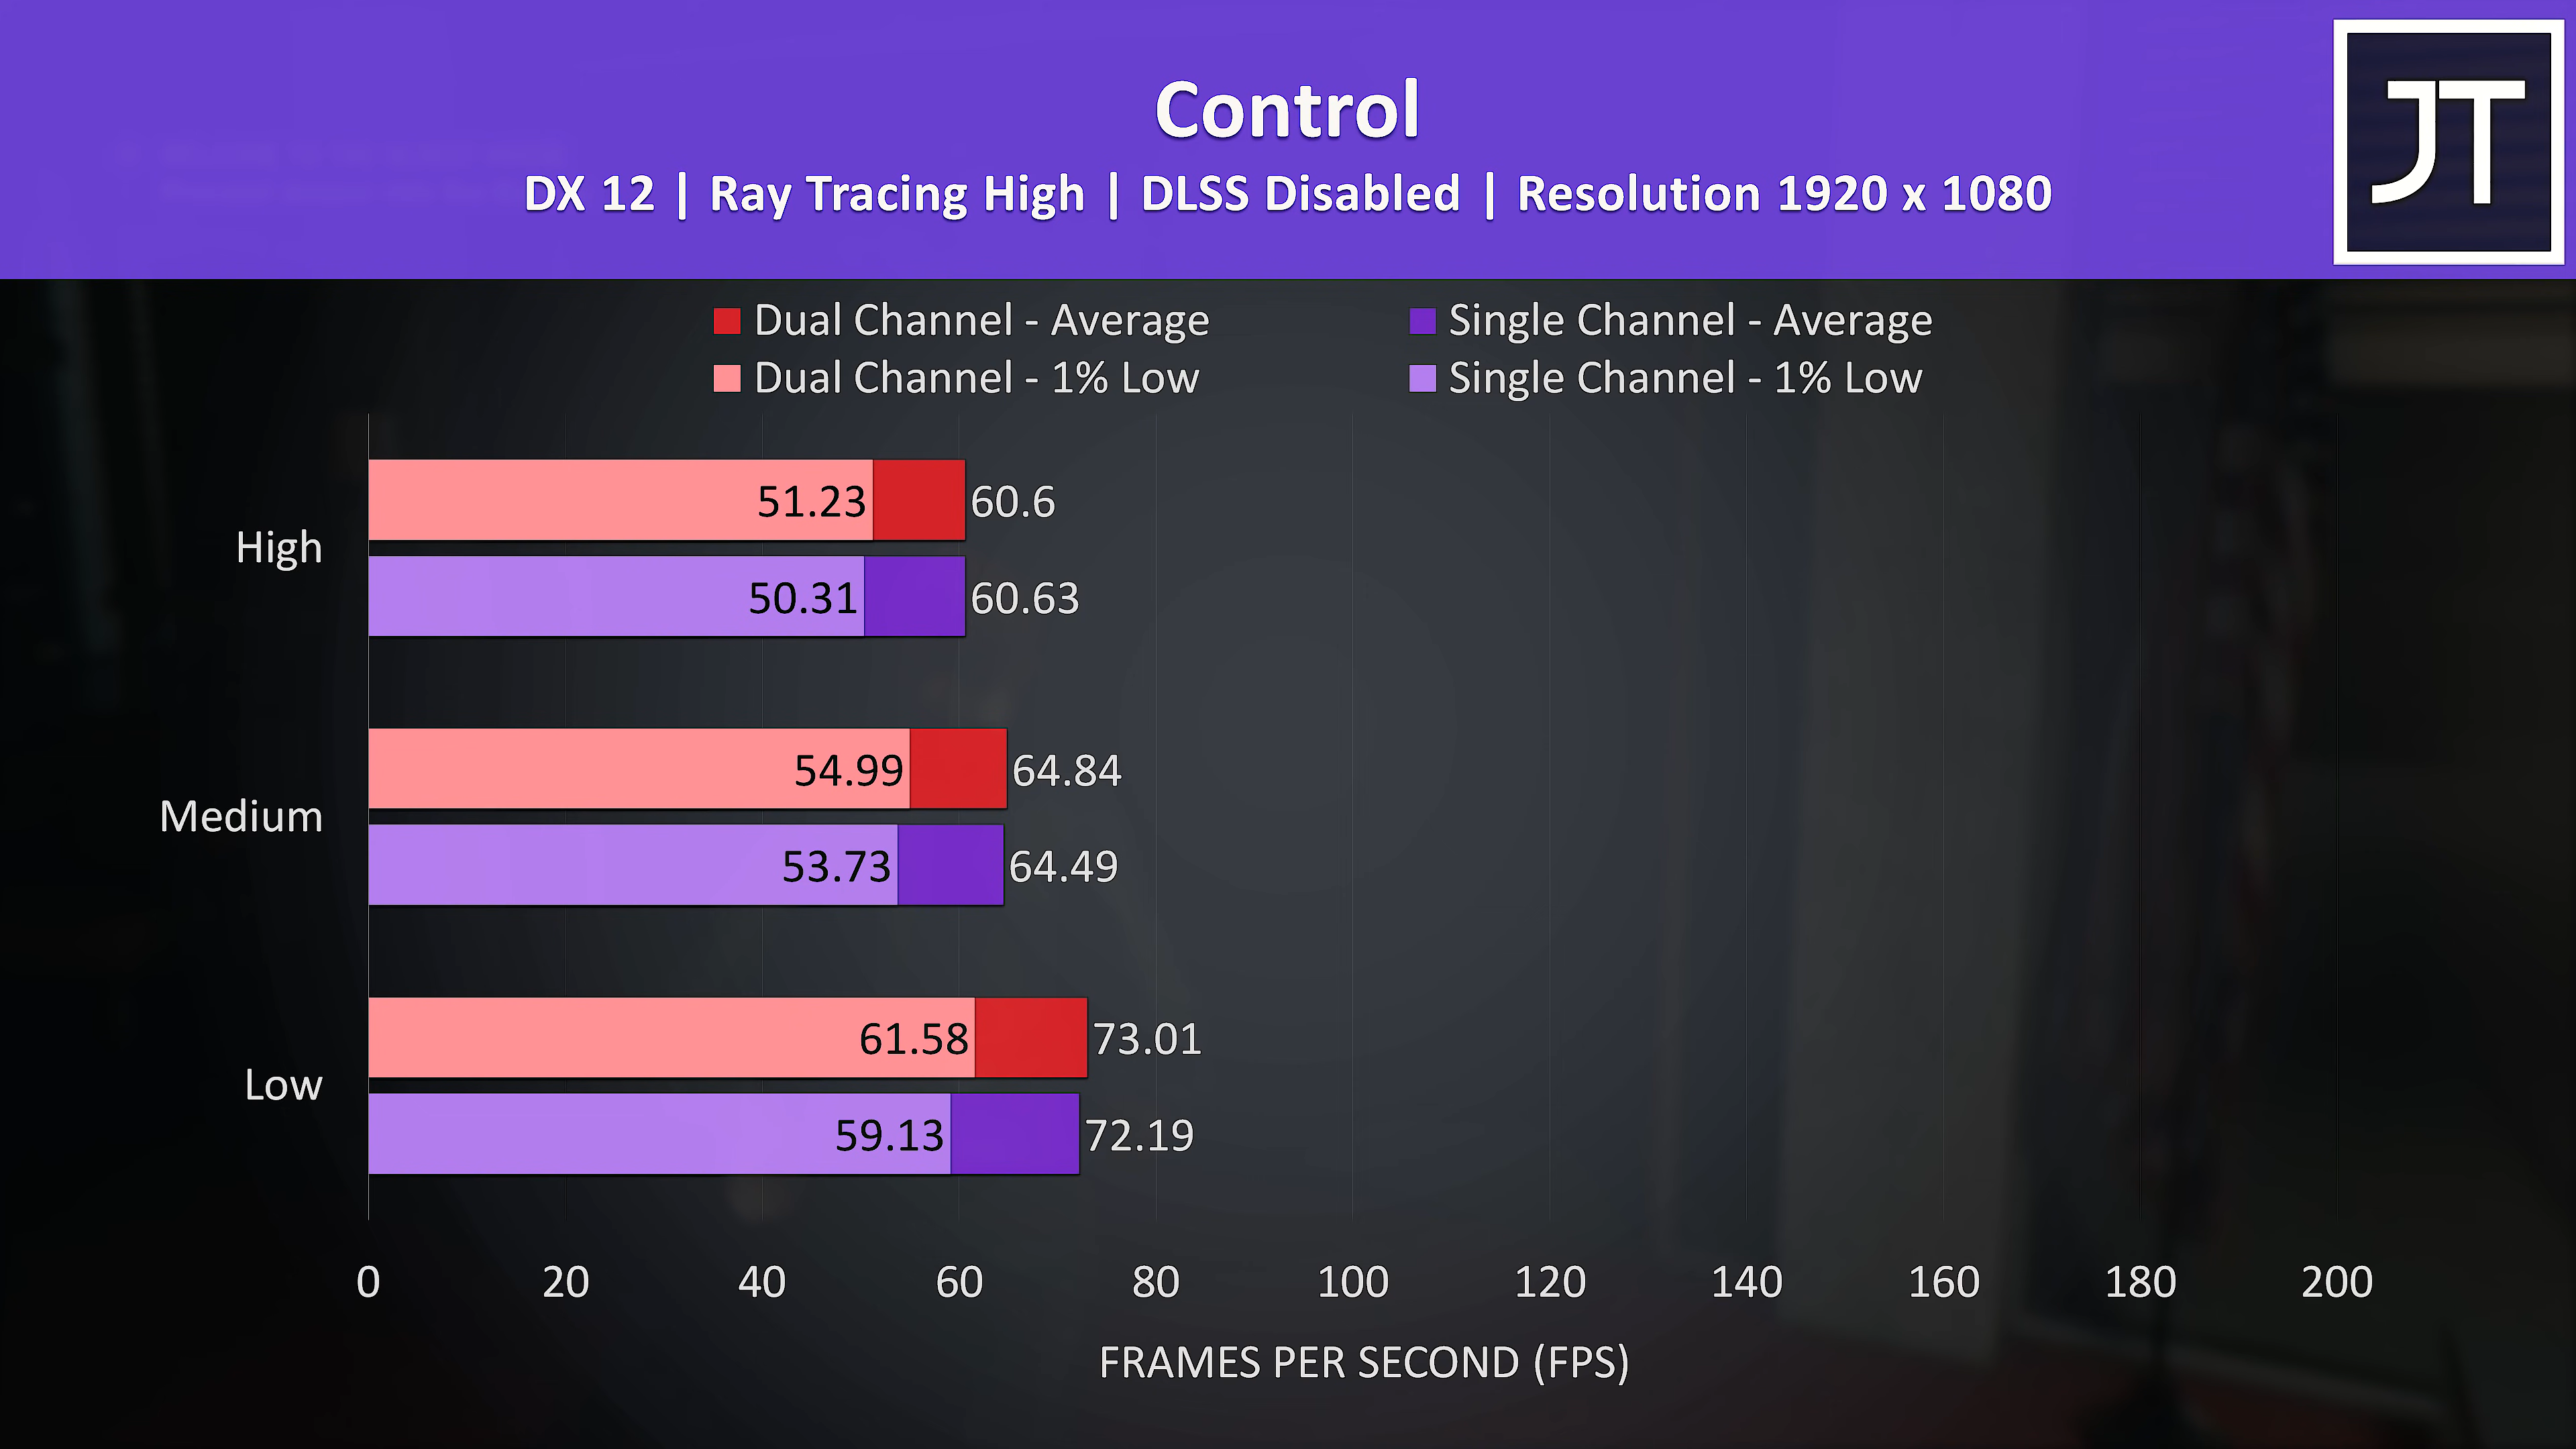 Control
DX 12 | Ray Tracing High | DLSS Disabled | Resolution 1920 x 1080
JT
Dual Channel - Average
Single Channel - Average
Dual Channel - 1% Low
Single Channel - 1% Low
High
51.23
60.6
50.31
60.63
Medium
54.99
64.84
53.73
64.49
Low
61.58
73.01
59.13
72.19
0 20 40 60 80 100 120 140 160 180 200
FRAMES PER SECOND (FPS)